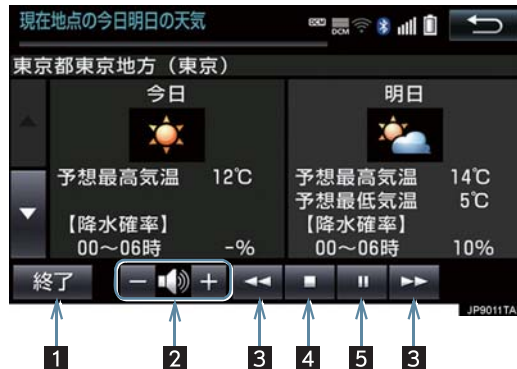 現在地点の今日明日の天気
DCM
東京都東京地方（東京）
今日 明日
予想最高気温 12℃ 予想最高気温 14℃
予想最低気温 5℃
【降水確率】 【降水確率】
00～06時 -% 00～06時 10%
終了 － ＋
JP9011TA
1 2 3 4 5 3